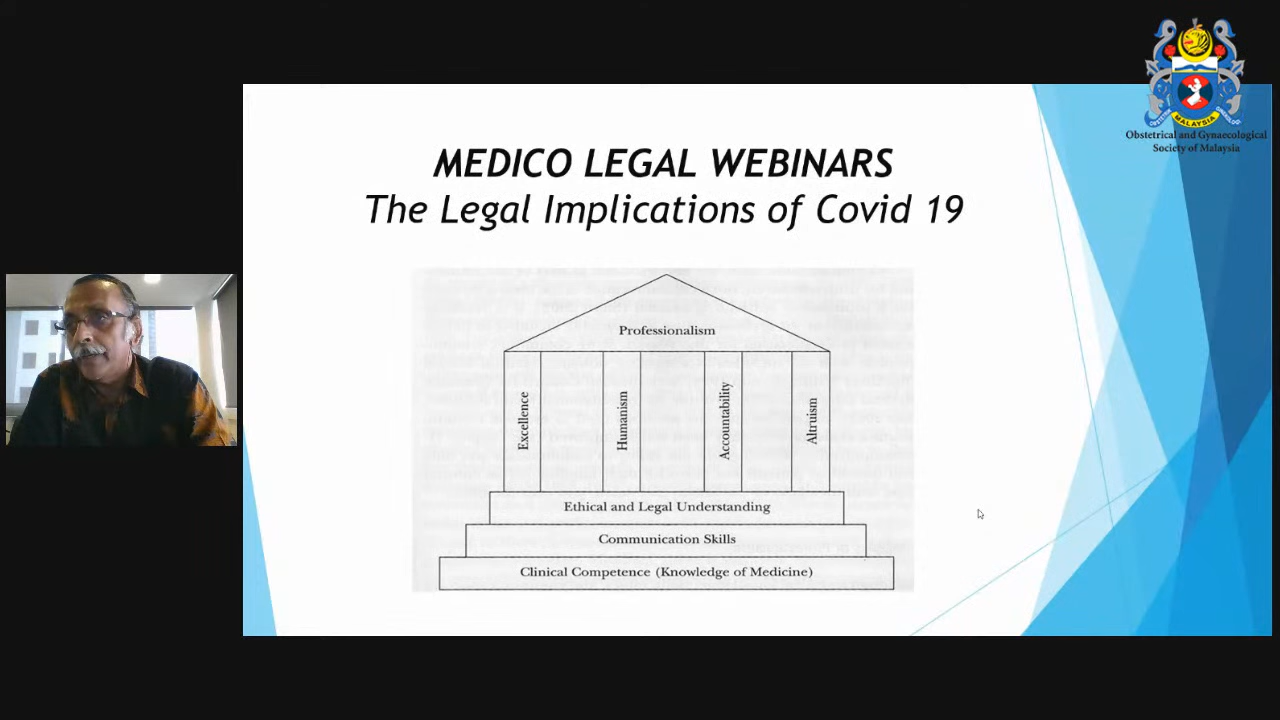 MEDICO LEGAL WEBINARS
The Legal Implications of Covid 19
Professionalism
Excellence
Humanism
Accountability
Altruism
Ethical and Legal Understanding
Communication Skills
Clinical Competence (Knowledge of Medicine)
MALAYSIA
Obstetrical and Gynaecological
Society of Malaysia